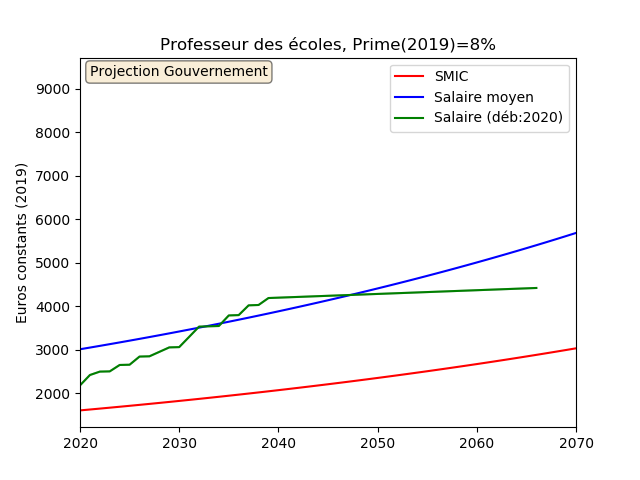 Professeur des écoles, Prime(2019)=8%
Projection Gouvernement
SMIC
Salaire moyen
Salaire (déb:2020)
Euros constants (2019)
9000
8000
7000
6000
5000
4000
3000
2000
2020 2030 2040 2050 2060 2070